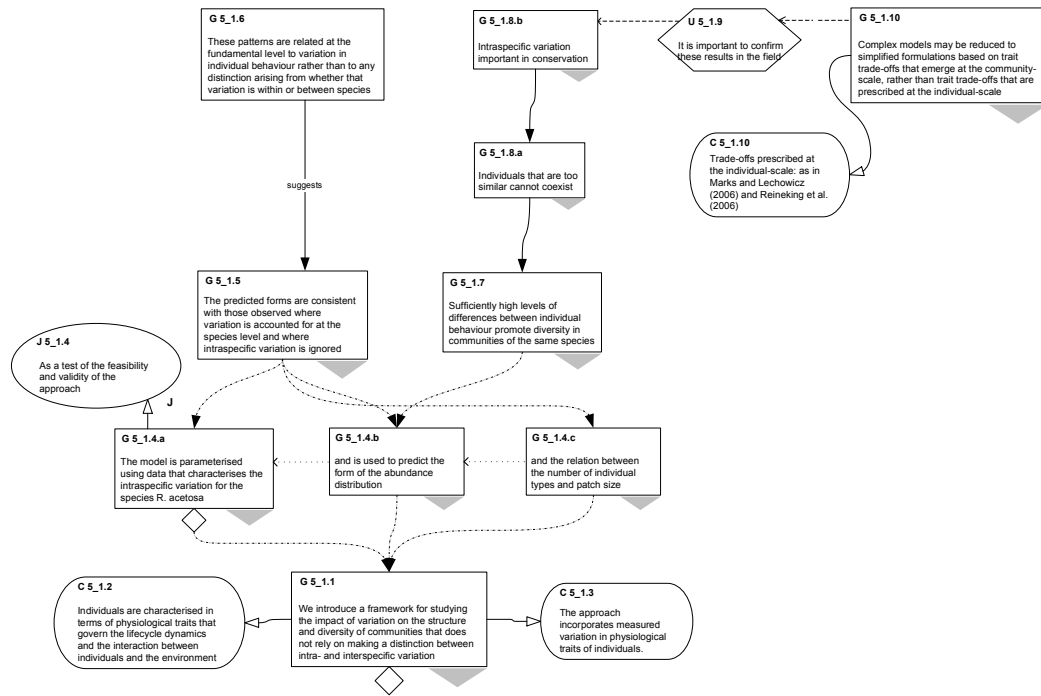 G 5_1.6
These patterns are related at the
fundamental level to variation in
individual behaviour rather than to any
distinction arising from whether that
variation is within or between species
G 5_1.8.b
Intraspecific variation
important in conservation
U 5_1.9
It is important to confirm
these results in the field
G 5_1.10
Complex models may be reduced to
simplified formulations based on trait
trade-offs that emerge at the community-
scale, rather than trait trade-offs that are
prescribed at the individual-scale
C 5_1.10
Trade-offs prescribed at
the individual-scale: as in
Marks and Lechowicz
(2006) and Reineking et al.
(2006)
G 5_1.8.a
Individuals that are too
similar cannot coexist
suggests
G 5_1.5
The predicted forms are consistent
with those observed where
variation is accounted for at the
species level and where
intraspecific variation is ignored
G 5_1.7
Sufficiently high levels of
differences between individual
behaviour promote diversity in
communities of the same species
J 5_1.4
As a test of the feasibility
and validity of the
approach
J
G 5_1.4.a
The model is parameterised
using data that characterises the
intraspecific variation for the
species R. acetosa
G 5_1.4.b
and is used to predict the
form of the abundance
distribution
G 5_1.4.c
and the relation between
the number of individual
types and patch size
C 5_1.2
Individuals are characterised in
terms of physiological traits that
govern the lifecycle dynamics
and the interaction between
individuals and the environment
G 5_1.1
We introduce a framework for studying
the impact of variation on the structure
and diversity of communities that does
not rely on making a distinction between
intra- and interspecific variation
C 5_1.3
The approach
incorporates measured
variation in physiological
traits of individuals.